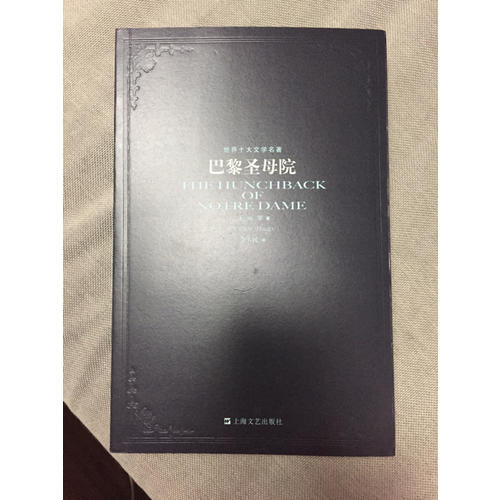 世界十大文学名著
巴黎圣母院
THE HUNCHBACK
OF
NOTRE DAME
上海文艺出版社